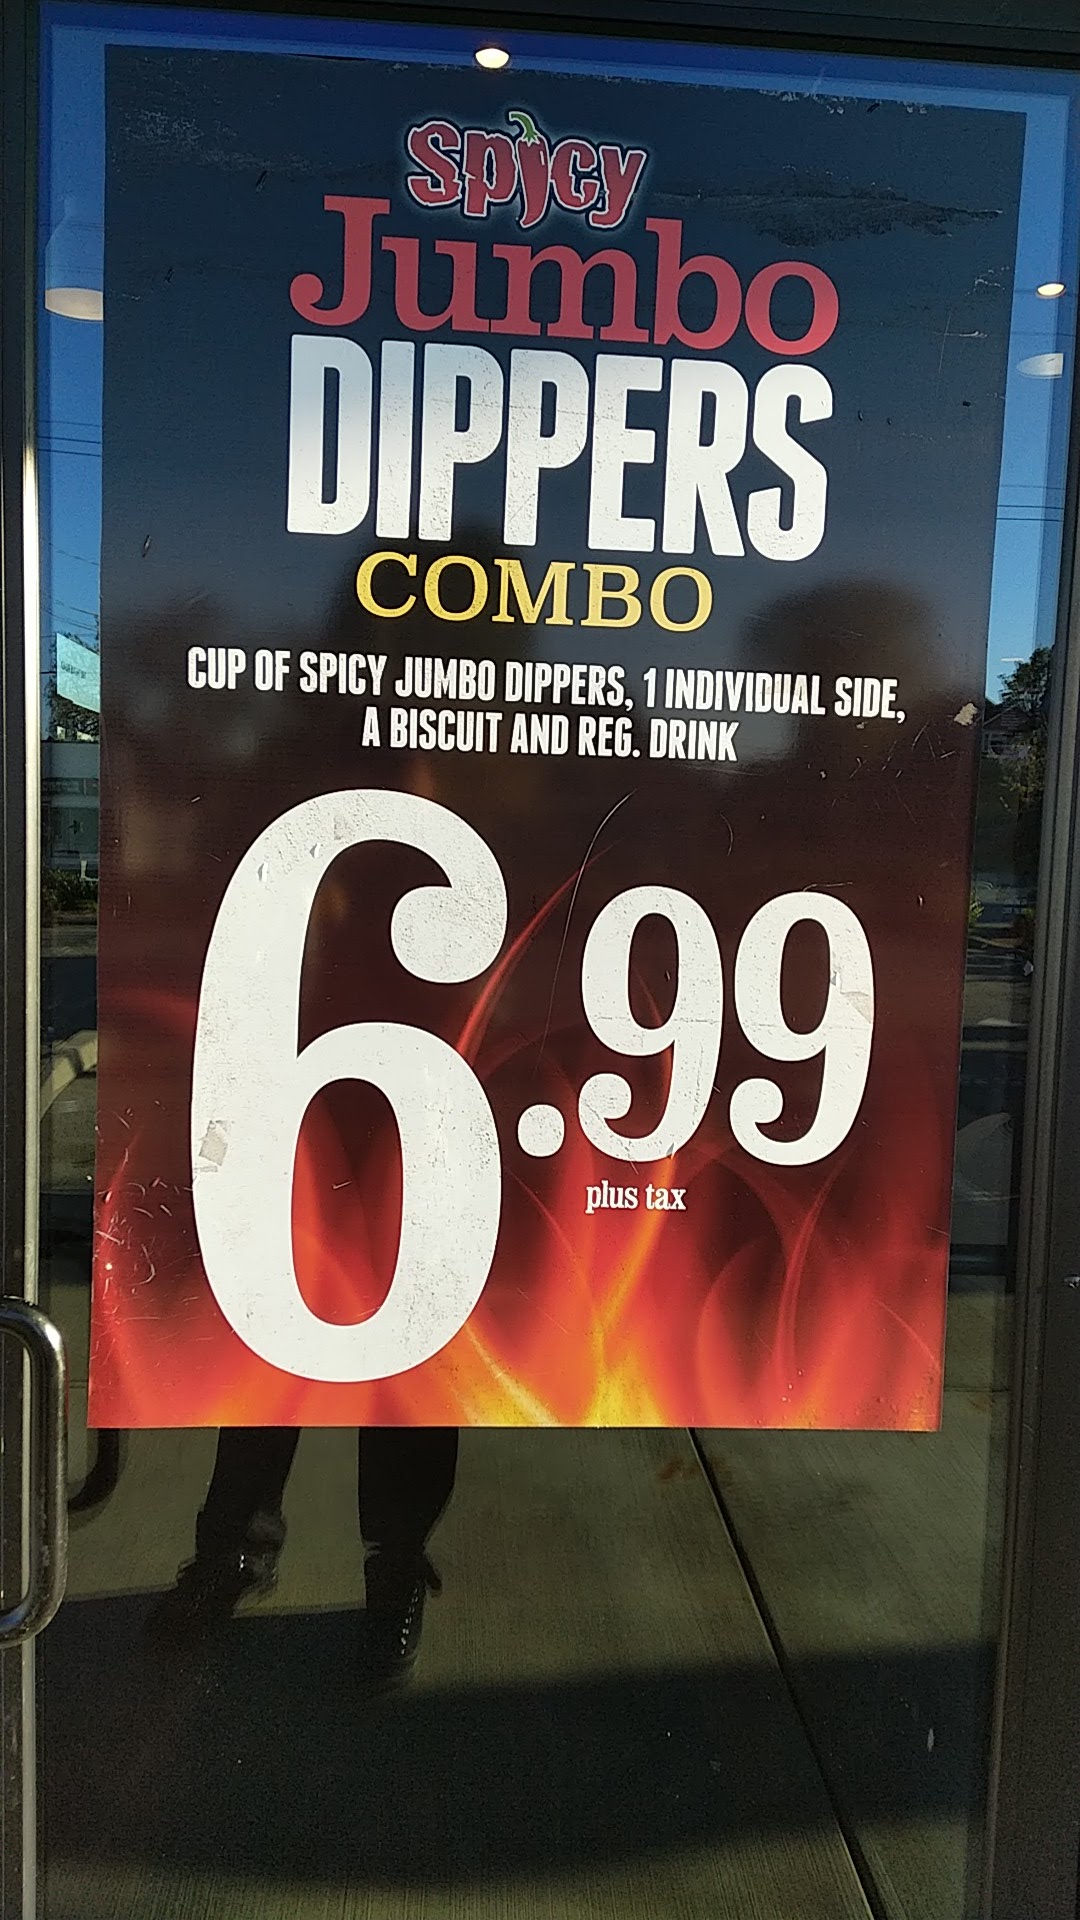 Spicy
Jumbo
DIPPERS
COMBO
CUP OF SPICY JUMBO DIPPERS, 1 INDIVIDUAL SIDE,
A BISCUIT AND REG. DRINK
6.99
plus tax